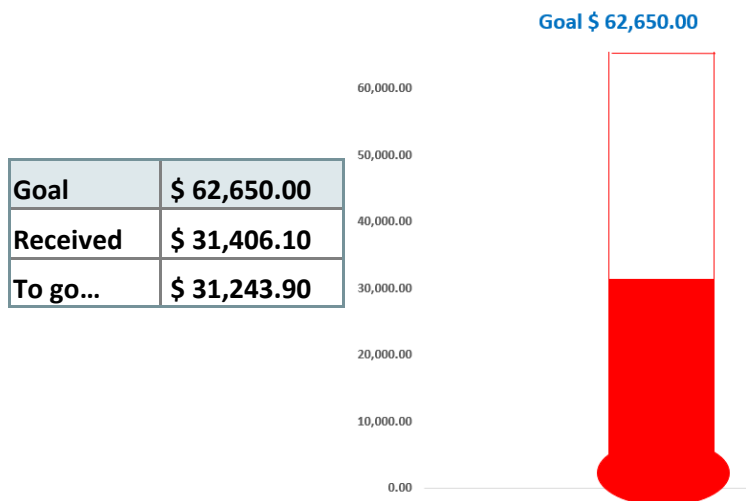 Goal $ 62,650.00
60,000.00
50,000.00
40,000.00
30,000.00
20,000.00
10,000.00
0.00
Goal $ 62,650.00
Received $ 31,406.10
To go... $ 31,243.90